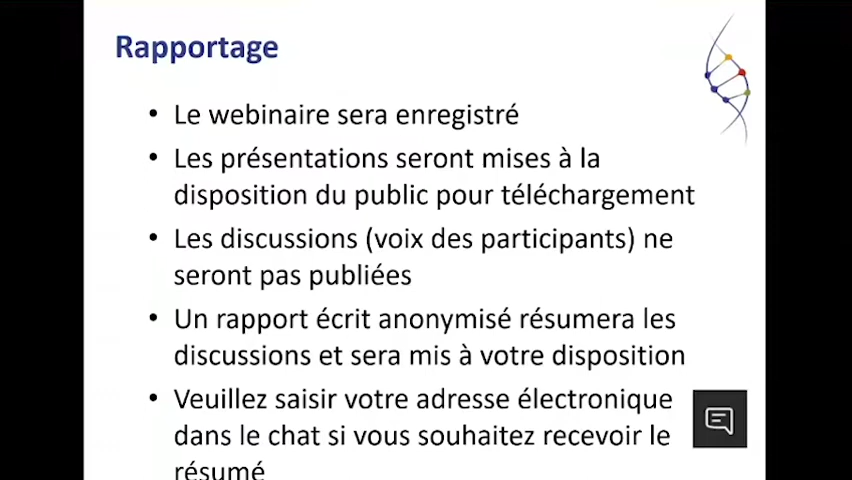 Rapportage
• Le webinaire sera enregistré
• Les présentations seront mises à la
disposition du public pour téléchargement
• Les discussions (voix des participants) ne
seront pas publiées
• Un rapport écrit anonymisé résumera les
discussions et sera mis à votre disposition
• Veuillez saisir votre adresse électronique
dans le chat si vous souhaitez recevoir le
résumé